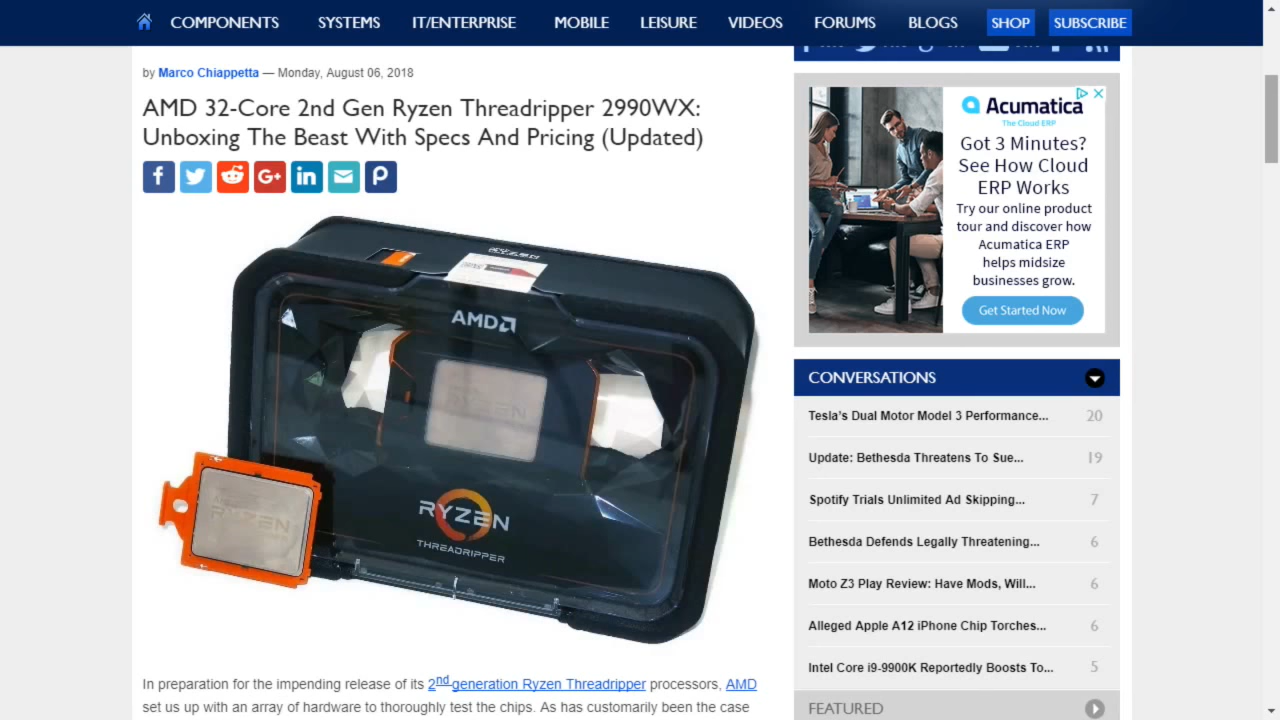 COMPONENTS SYSTEMS IT/ENTERPRISE MOBILE LEISURE VIDEOS FORUMS BLOGS SHOP SUBSCRIBE
by Marco Chiappetta — Monday, August 06, 2018
AMD 32-Core 2nd Gen Ryzen Threadripper 2990WX:
Unboxing The Beast With Specs And Pricing (Updated)
RYZEN
AMD
RYZEN
RYZEN
THREADRIPPER
RYZEN
In preparation for the impending release of its 2nd generation Ryzen Threadripper processors, AMD
set us up with an array of hardware to thoroughly test the chips. As has customarily been the case
Acumatica
The Cloud ERP
Got 3 Minutes?
See How Cloud
ERP Works
Try our online product
tour and discover how
Acumatica ERP
helps midsize
businesses grow.
Get Started Now
CONVERSATIONS
Tesla's Dual Motor Model 3 Performance... 20
Update: Bethesda Threatens To Sue... 19
Spotify Trials Unlimited Ad Skipping... 7
Bethesda Defends Legally Threatening... 6
Moto Z3 Play Review: Have Mods, Will... 6
Alleged Apple A12 iPhone Chip Torches... 6
Intel Core i9-9900K Reportedly Boosts To... 5
FEATURED